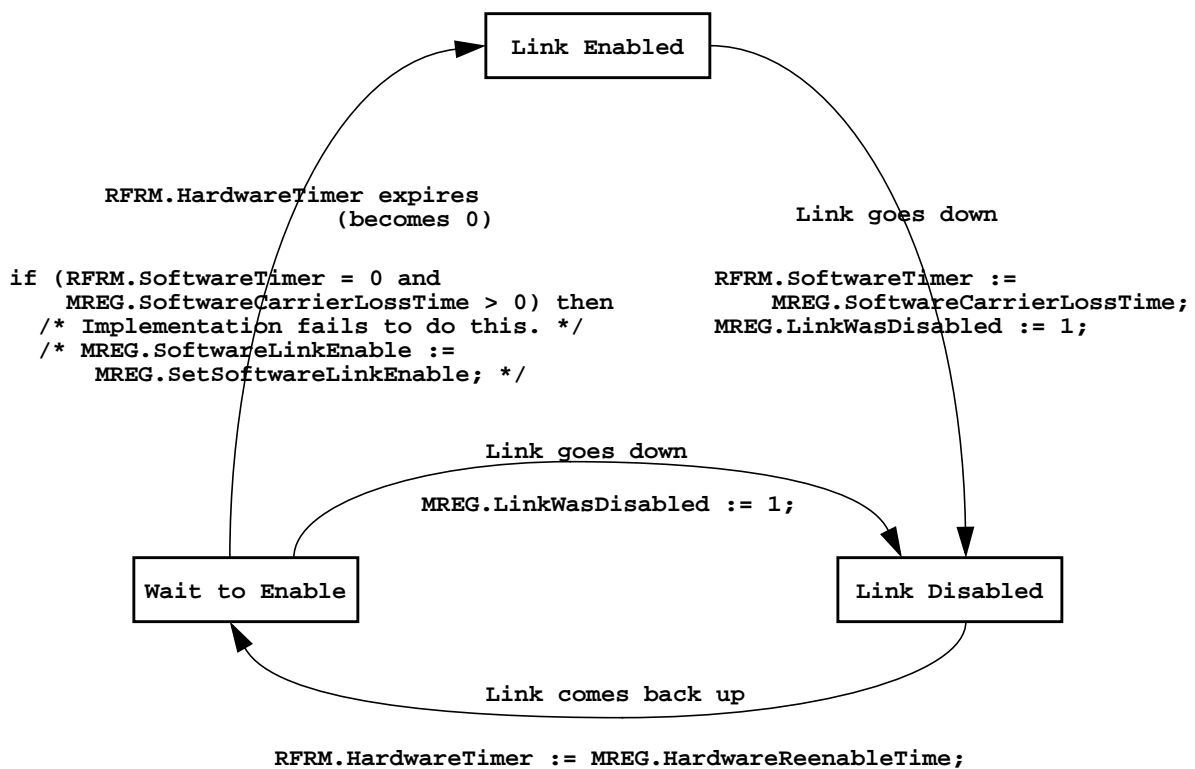 Link Enabled
RFRM.HardwareTimer expires
(becomes 0)
Link goes down
if (RFRM.SoftwareTimer = 0 and
MREG.SoftwareCarrierLossTime > 0) then
/* Implementation fails to do this. */
/* MREG.SoftwareLinkEnable :=
MREG.SetSoftwareLinkEnable; */
RFRM.SoftwareTimer :=
MREG.SoftwareCarrierLossTime;
MREG.LinkWasDisabled := 1;
Link goes down
MREG.LinkWasDisabled := 1;
Wait to Enable
Link Disabled
Link comes back up
RFRM.HardwareTimer := MREG.HardwareReenableTime;